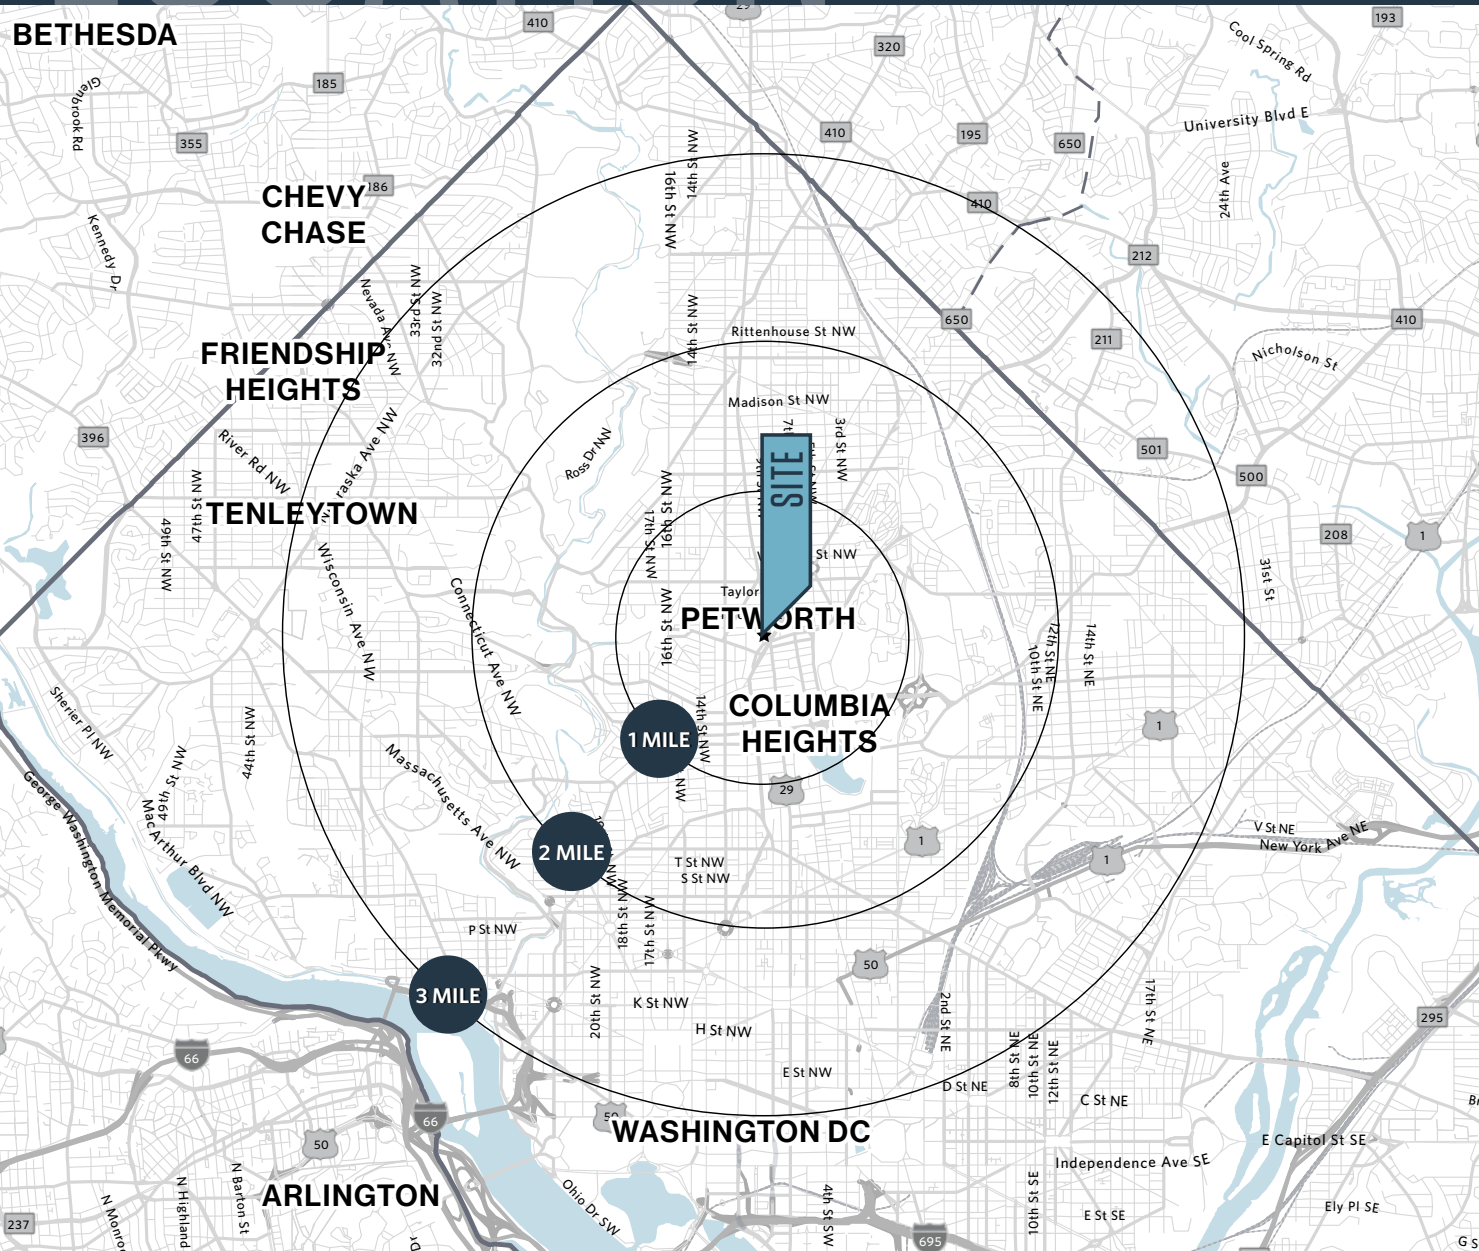 BETHESDA
410
29
193
320
Cool Spring Rd
185
Glenbrook Rd
355
410
195
650
University Blvd E
14th St NW
16th St NW
24th Ave
CHEVY
CHASE
186
410
Kennedy Dr
212
Nevada Ave NW
33rd St NW
32nd St NW
14th St NW
Rittenhouse St NW
650
211
410
Nicholson St
FRIENDSHIP
HEIGHTS
Madison St NW
396
River Rd NW
3rd St NW
Ross Dr NW
SITE
501
500
47th St NW
TENLEYTOWN
49th St NW
17th St NW
16th St NW
208
1
St NW
Wisconsin Ave NW
Connecticut Ave NW
31st St
Taylor
16th St NW
PETWORTH
12th St NE
10th St NE
14th St NE
Sherier Pl NW
44th St NW
14th St NW
COLUMBIA
HEIGHTS
1
1 MILE
49th St NW
Massachusetts Ave NW
NW
29
George Washington Memorial Pkwy
Mac Arthur Blvd NW
V St NE
New York Ave NE
1
1
2 MILE
T St NW
S St NW
18th St NW
17th St NW
P St NW
50
3 MILE
20th St NW
K St NW
H St NW
2nd St NE
17th St NE
295
66
E St NW
D St NE
8th St NE
10th St NE
12th St NE
C St NE
66
50
50
WASHINGTON DC
E Capitol St SE
Independence Ave SE
ARLINGTON
N Barton St
N Highland
N Monro
Ohio Dr SW
4th St SW
10th St SE
E St SE
Ely Pl SE
237
695
G S